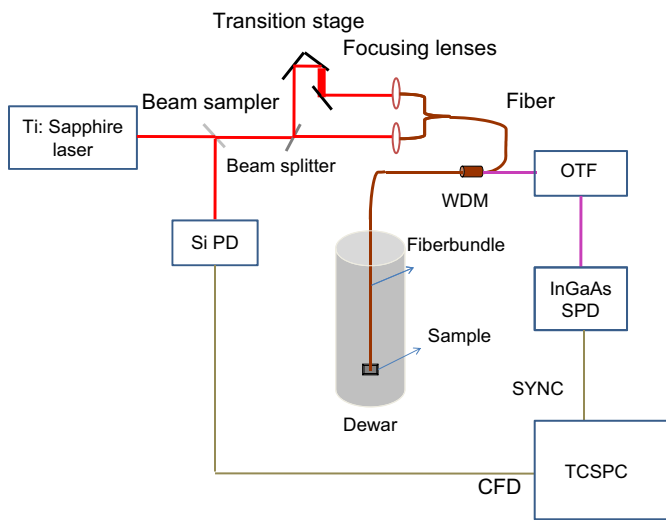 Transition stage
Focusing lenses
Beam sampler
Fiber
Ti: Sapphire
laser
Beam splitter
OTF
WDM
Si PD
Fiberbundle
InGaAs
SPD
Sample
SYNC
Dewar
TCSPC
CFD